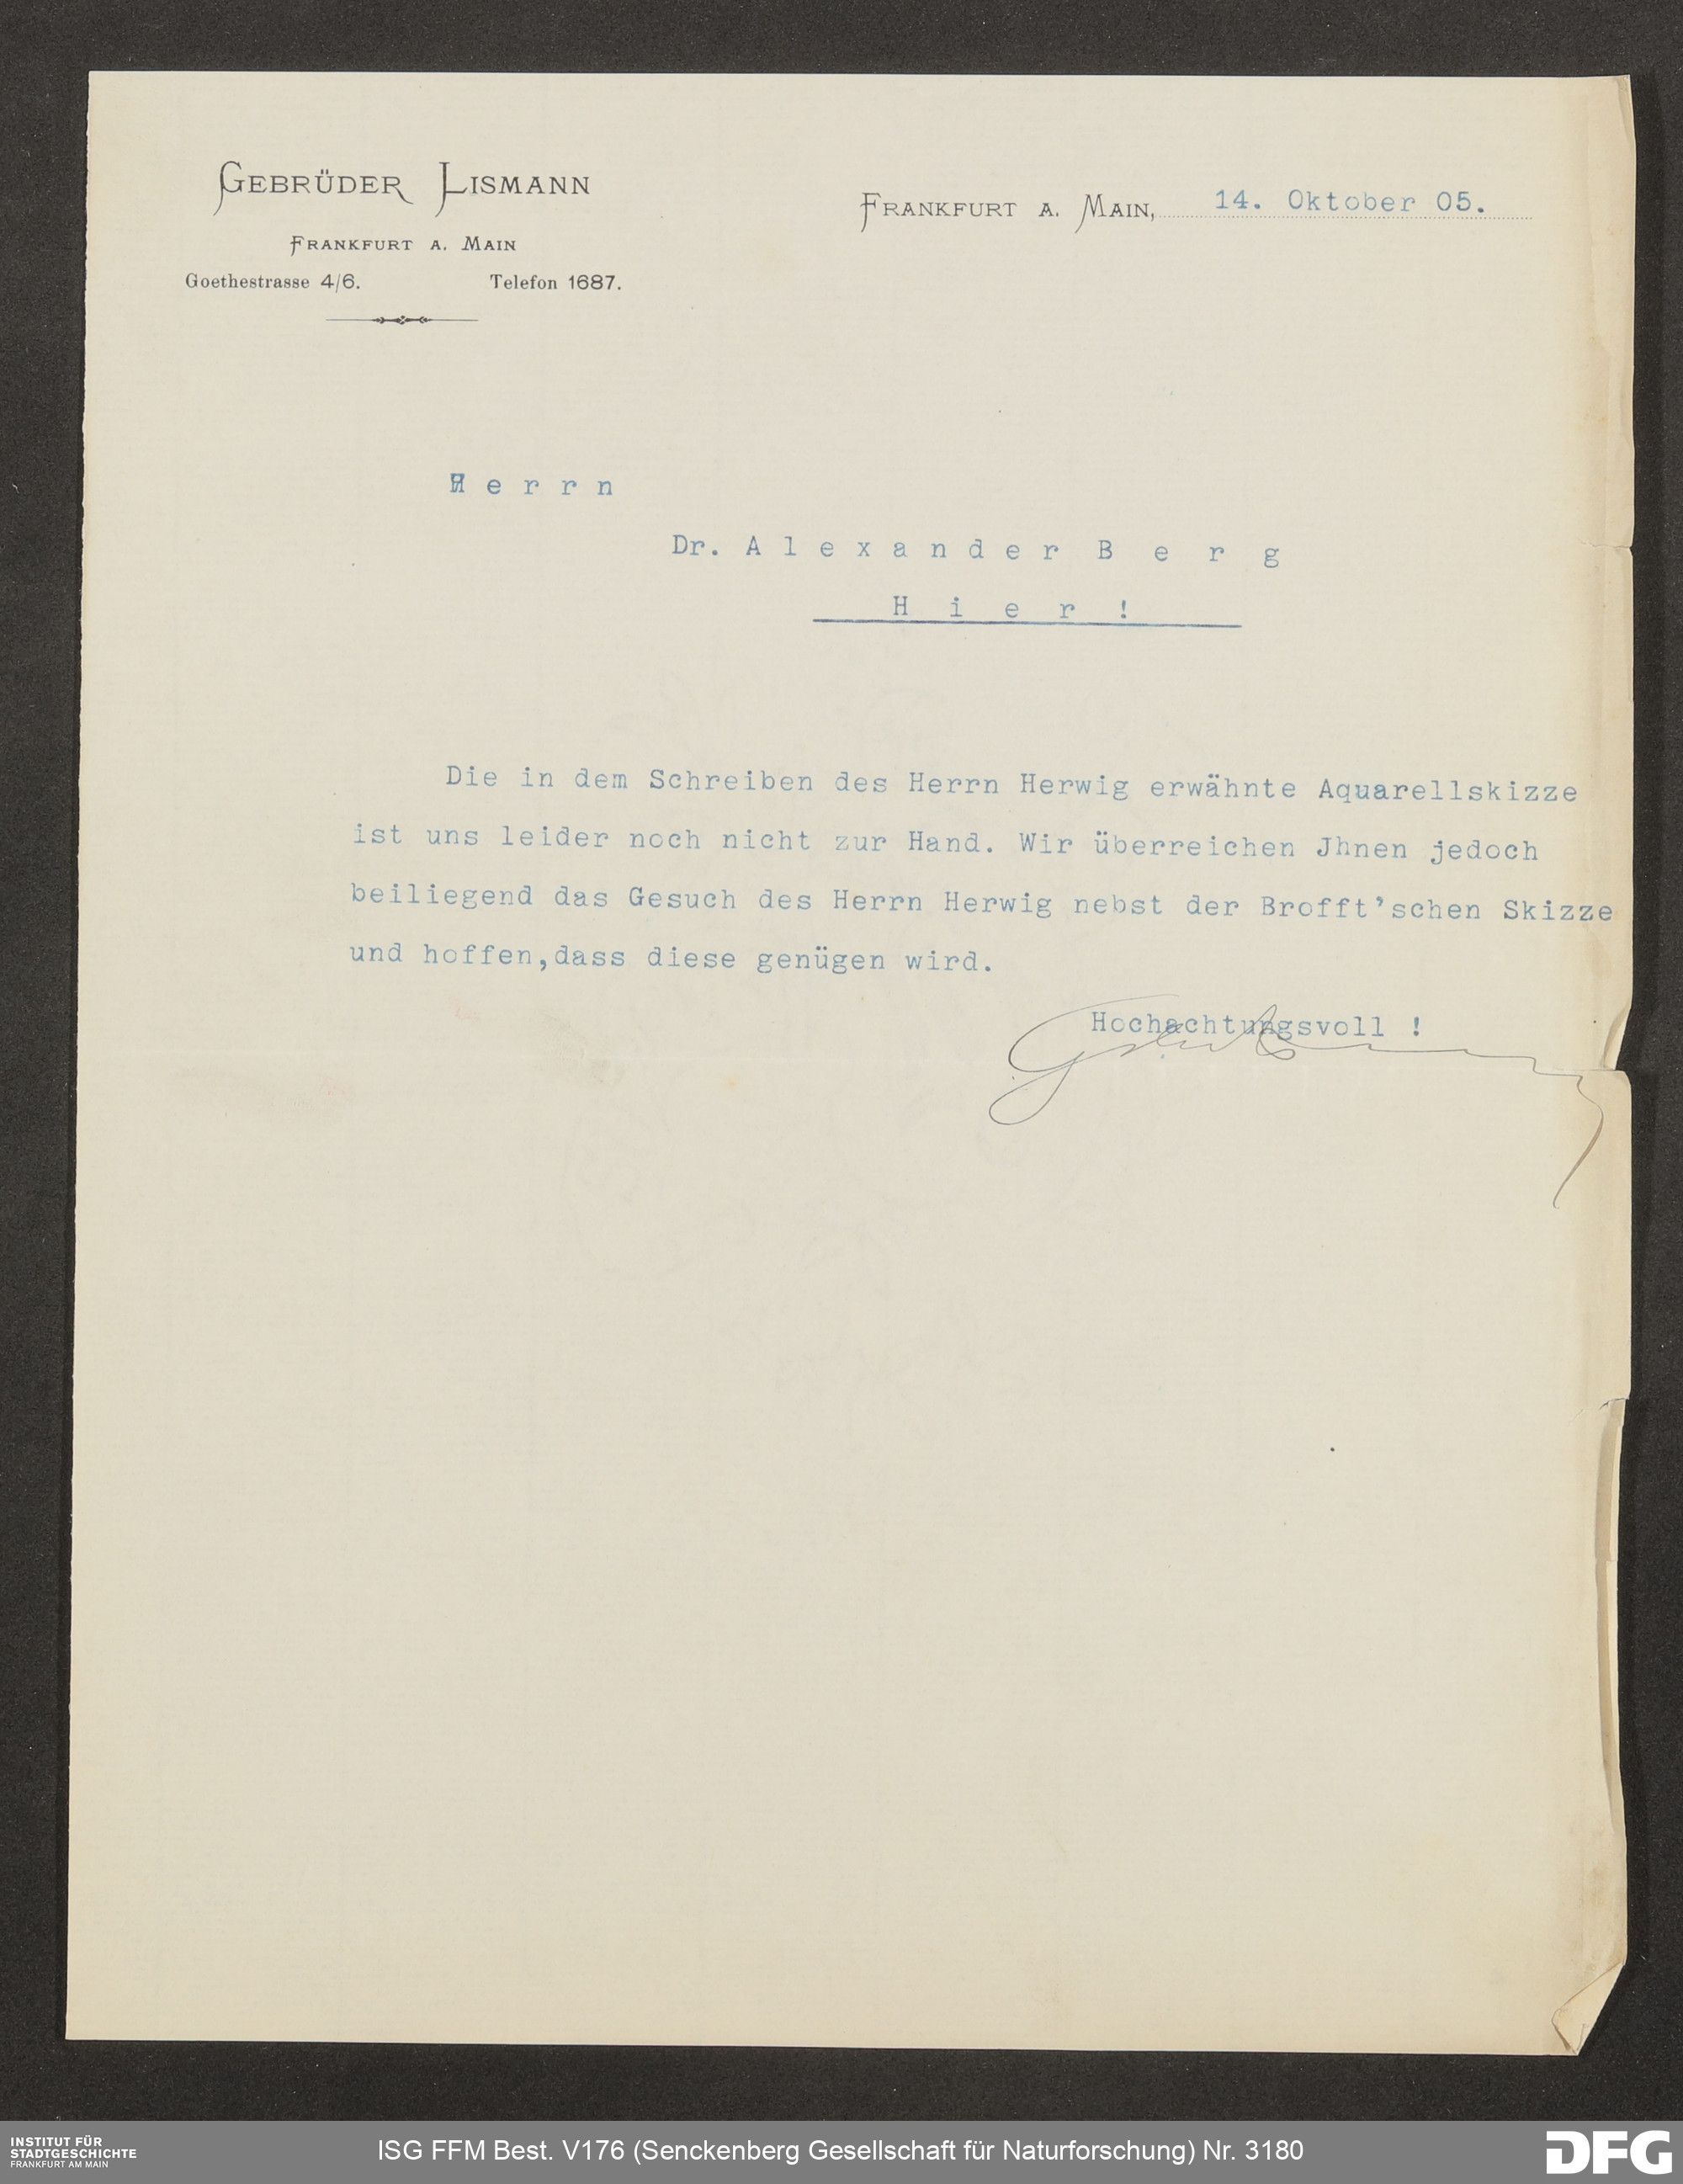 GEBRÜDER LISMANN
FRANKFURT A. MAIN
Goethestrasse 4/6. Telefon 1687.
FRANKFURT A. MAIN, 14. Oktober 05.
Herrn
Dr. Alexander Berg
Hier!
Die in dem Schreiben des Herrn Herwig erwähnte Aquarellskizze
ist uns leider noch nicht zur Hand. Wir überreichen Jhnen jedoch
beiliegend das Gesuch des Herrn Herwig nebst der Brofft'schen Skizze
und hoffen,dass diese genügen wird.
Hochachtungsvoll !
INSTITUT FÜR
STADTGESCHICHTE
FRANKFURT AM MAIN
ISG FFM Best. V176 (Senckenberg Gesellschaft für Naturforschung) Nr. 3180
DFG